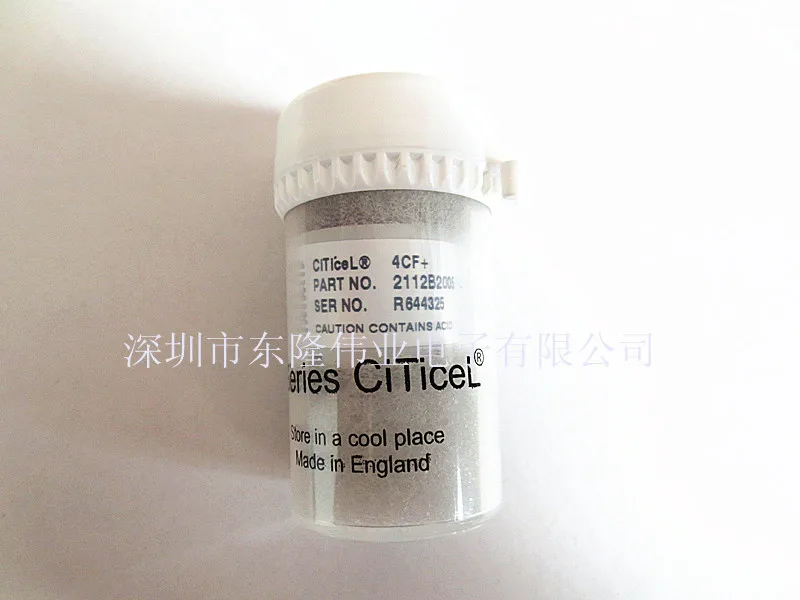 CiTiceL® 4CF+
PART NO. 2112B2005
SER NO. R644325
CAUTION CONTAINS ACID
深圳市东隆伟业电子有限公司
CiTiceL®
Store in a cool place
Made in England